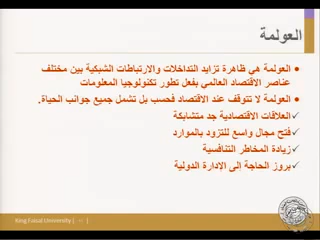 العولمة
• العولمة هي ظاهرة تزايد التداخلات والارتباطات الشبكية بين مختلف
عناصر الاقتصاد العالمي بفعل تطور تكنولوجيا المعلومات
• العولمة لا تتوقف عند الاقتصاد فحسب بل تشمل جميع جوانب الحياة.
✓العلاقات الاقتصادية جد متشابكة
✓فتح مجال واسع للتزود بالموارد
✓زيادة المخاطر التنافسية
✓بروز الحاجة إلى الادارة الدولية
King Faisal University | |